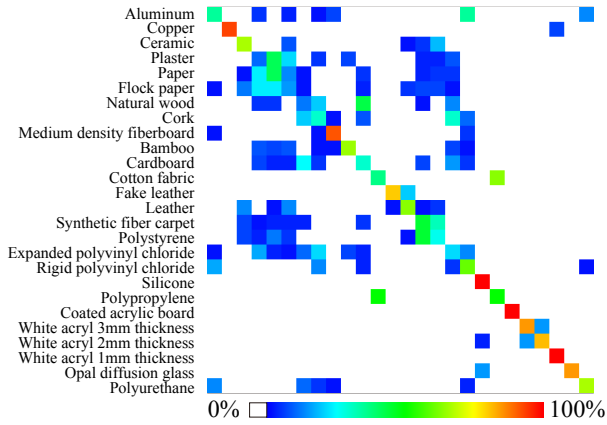 Aluminum
Copper
Ceramic
Plaster
Paper
Flock paper
Natural wood
Cork
Medium density fiberboard
Bamboo
Cardboard
Cotton fabric
Fake leather
Leather
Synthetic fiber carpet
Polystyrene
Expanded polyvinyl chloride
Rigid polyvinyl chloride
Silicone
Polypropylene
Coated acrylic board
White acryl 3mm thickness
White acryl 2mm thickness
White acryl 1mm thickness
Opal diffusion glass
Polyurethane
0% 100%